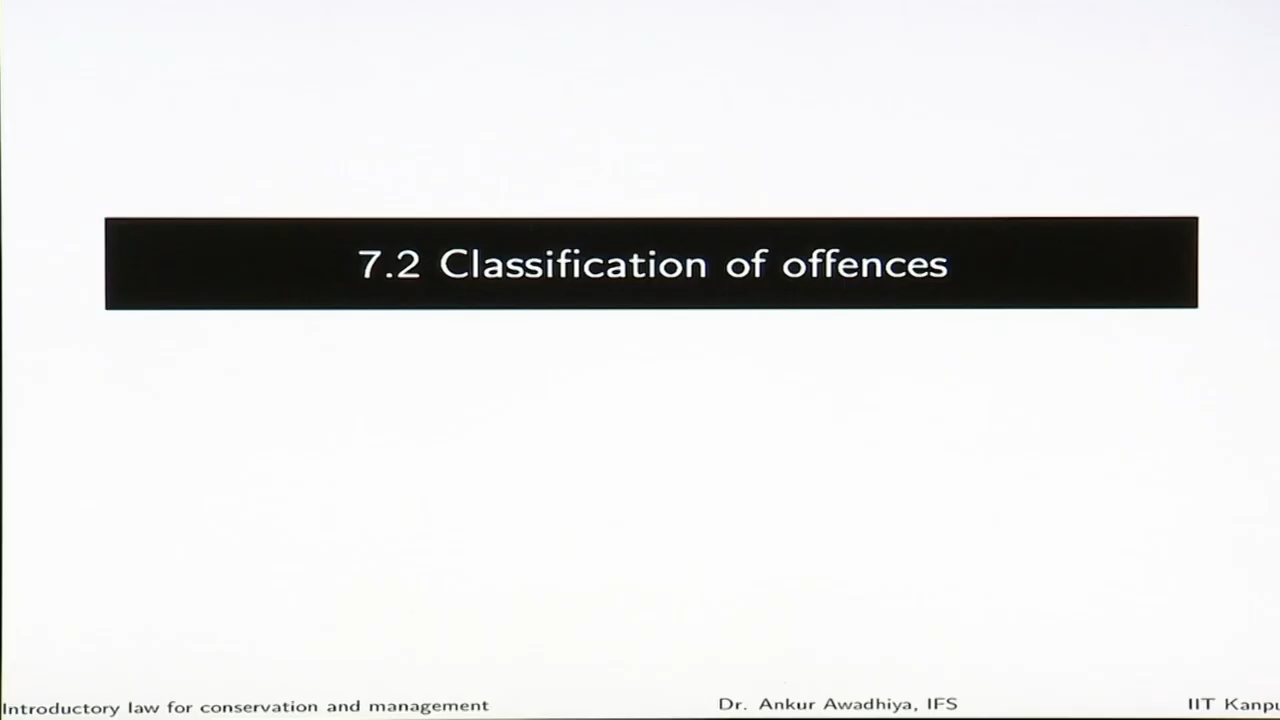 7.2 Classification of offences
Introductory law for conservation and management
Dr. Ankur Awadhiya, IFS
IIT Kanpu